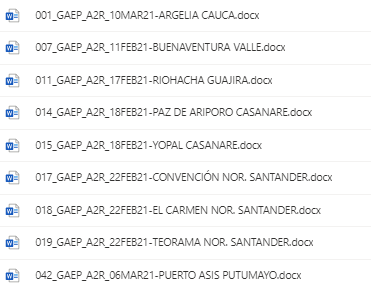 001_GAEP_A2R_10MAR21-ARGELIA CAUCA.docx
007_GAEP_A2R_11FEB21-BUENAVENTURA VALLE.docx
011_GAEP_A2R_17FEB21-RIOHACHA GUAJIRA.docx
014_GAEP_A2R_18FEB21-PAZ DE ARIPORO CASANARE.docx
015_GAEP_A2R_18FEB21-YOPAL CASANARE.docx
017_GAEP_A2R_22FEB21-CONVENCIÓN NOR. SANTANDER.docx
018_GAEP_A2R_22FEB21-EL CARMEN NOR. SANTANDER.docx
019_GAEP_A2R_22FEB21-TEORAMA NOR. SANTANDER.docx
042_GAEP_A2R_06MAR21-PUERTO ASIS PUTUMAYO.docx